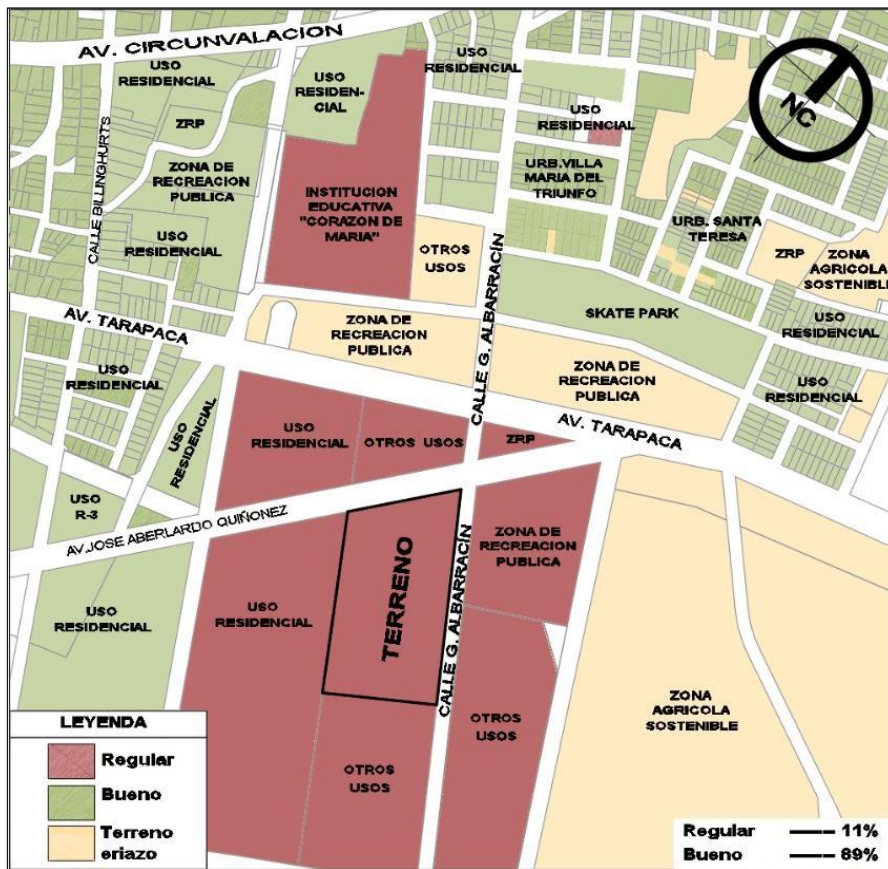 AV. CIRCUNVALACION
USO
RESIDENCIAL
USO
RESIDEN-
CIAL
USO
RESIDENCIAL
ZRP
USO
RESIDENCIAL
NC
ZONA DE
RECREACION
PUBLICA
CALLE BILLINGHURTS
INSTITUCION
EDUCATIVA
"CORAZON DE
MARIA"
URB.VILLA
MARIA DEL
TRIUNFO
USO
RESIDENCIAL
OTROS
USOS
URB. SANTA
TERESA
ZRP
ZONA
AGRICOLA
SOSTENIBLE
AV. TARAPACA
ZONA DE
RECREACION
PUBLICA
CALLE G. ALBARRACÍN
SKATE PARK
USO
RESIDENCIAL
USO
RESIDENCIAL
ZONA DE
RECREACION
PUBLICA
USO
RESIDENCIAL
USO
RESIDENCIAL
USO
RESIDENCIAL
OTROS USOS
ZRP
AV. TARAPACA
USO
R-3
AV.JOSE ABERLARDO QUIÑONEZ
TERRENO
CALLE G. ALBARRACÍN
ZONA DE
RECREACION
PUBLICA
USO
RESIDENCIAL
USO
RESIDENCIAL
ZONA
AGRICOLA
SOSTENIBLE
OTROS
USOS
OTROS
USOS
LEYENDA
Regular
Bueno
Terreno
eriazo
Regular 11%
Bueno 89%